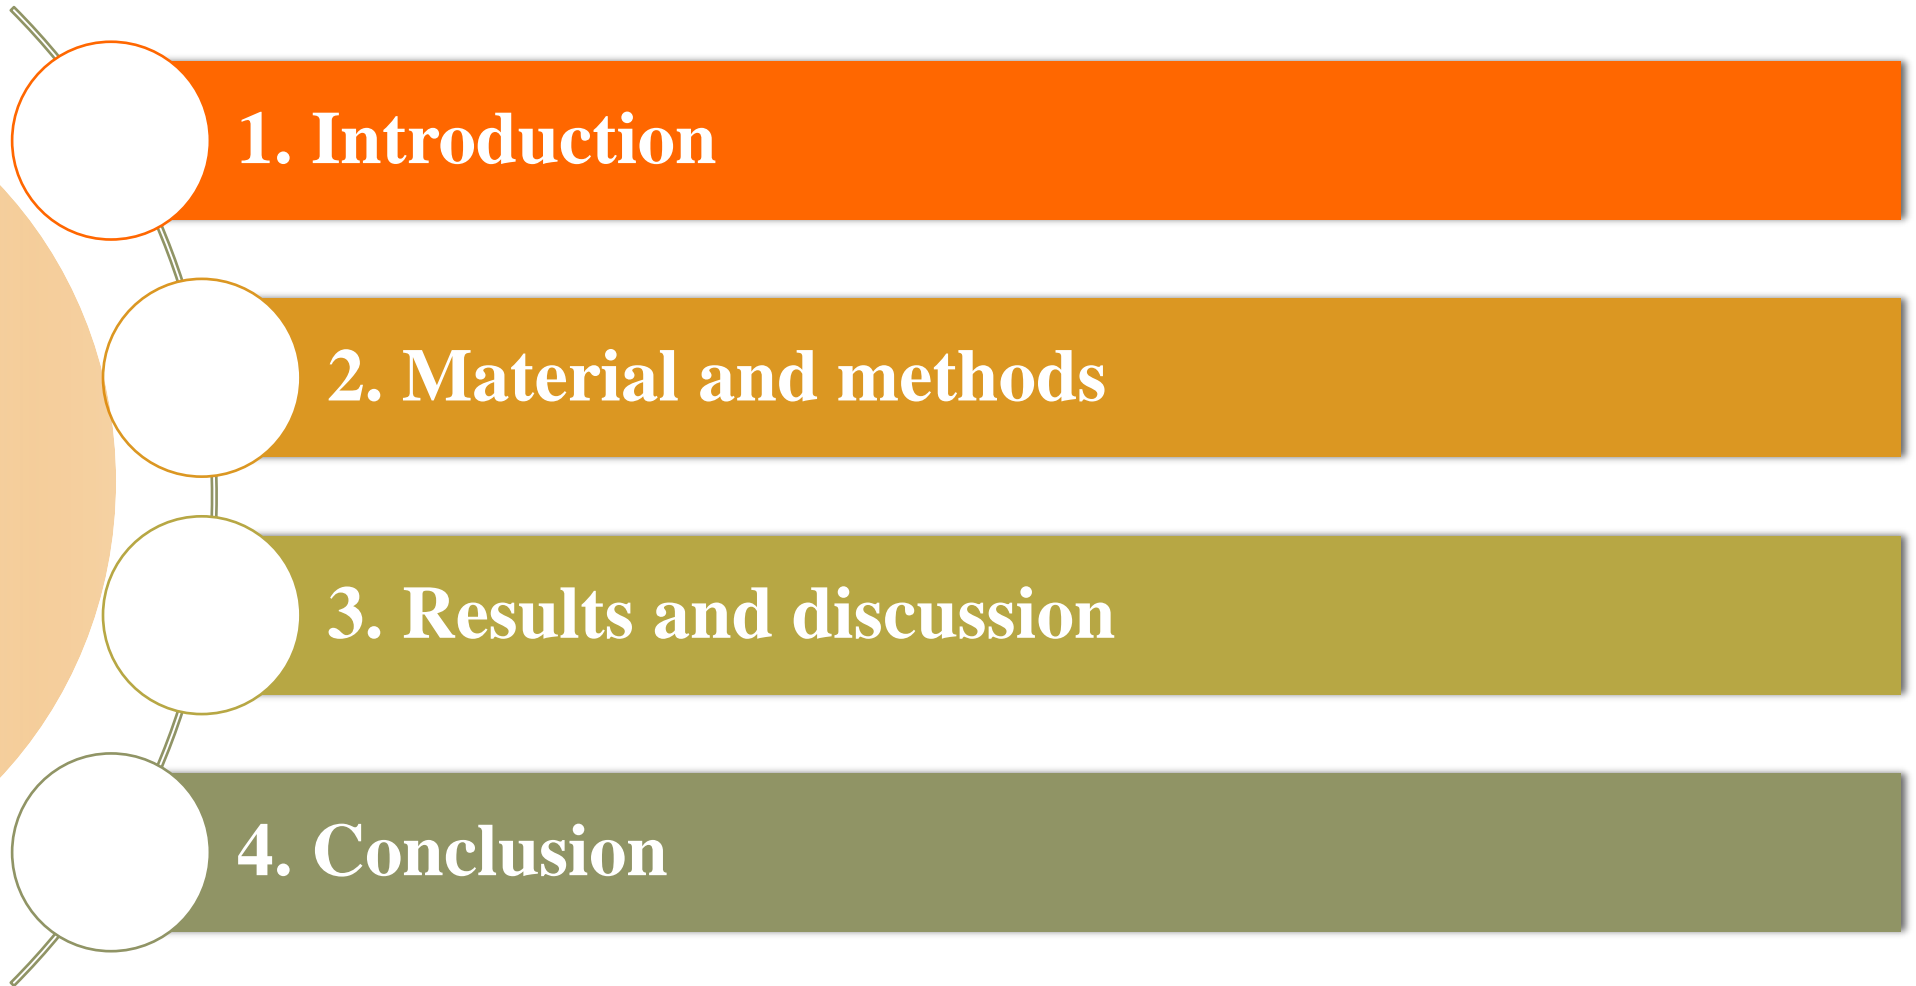 1. Introduction
2. Material and methods
3. Results and discussion
4. Conclusion